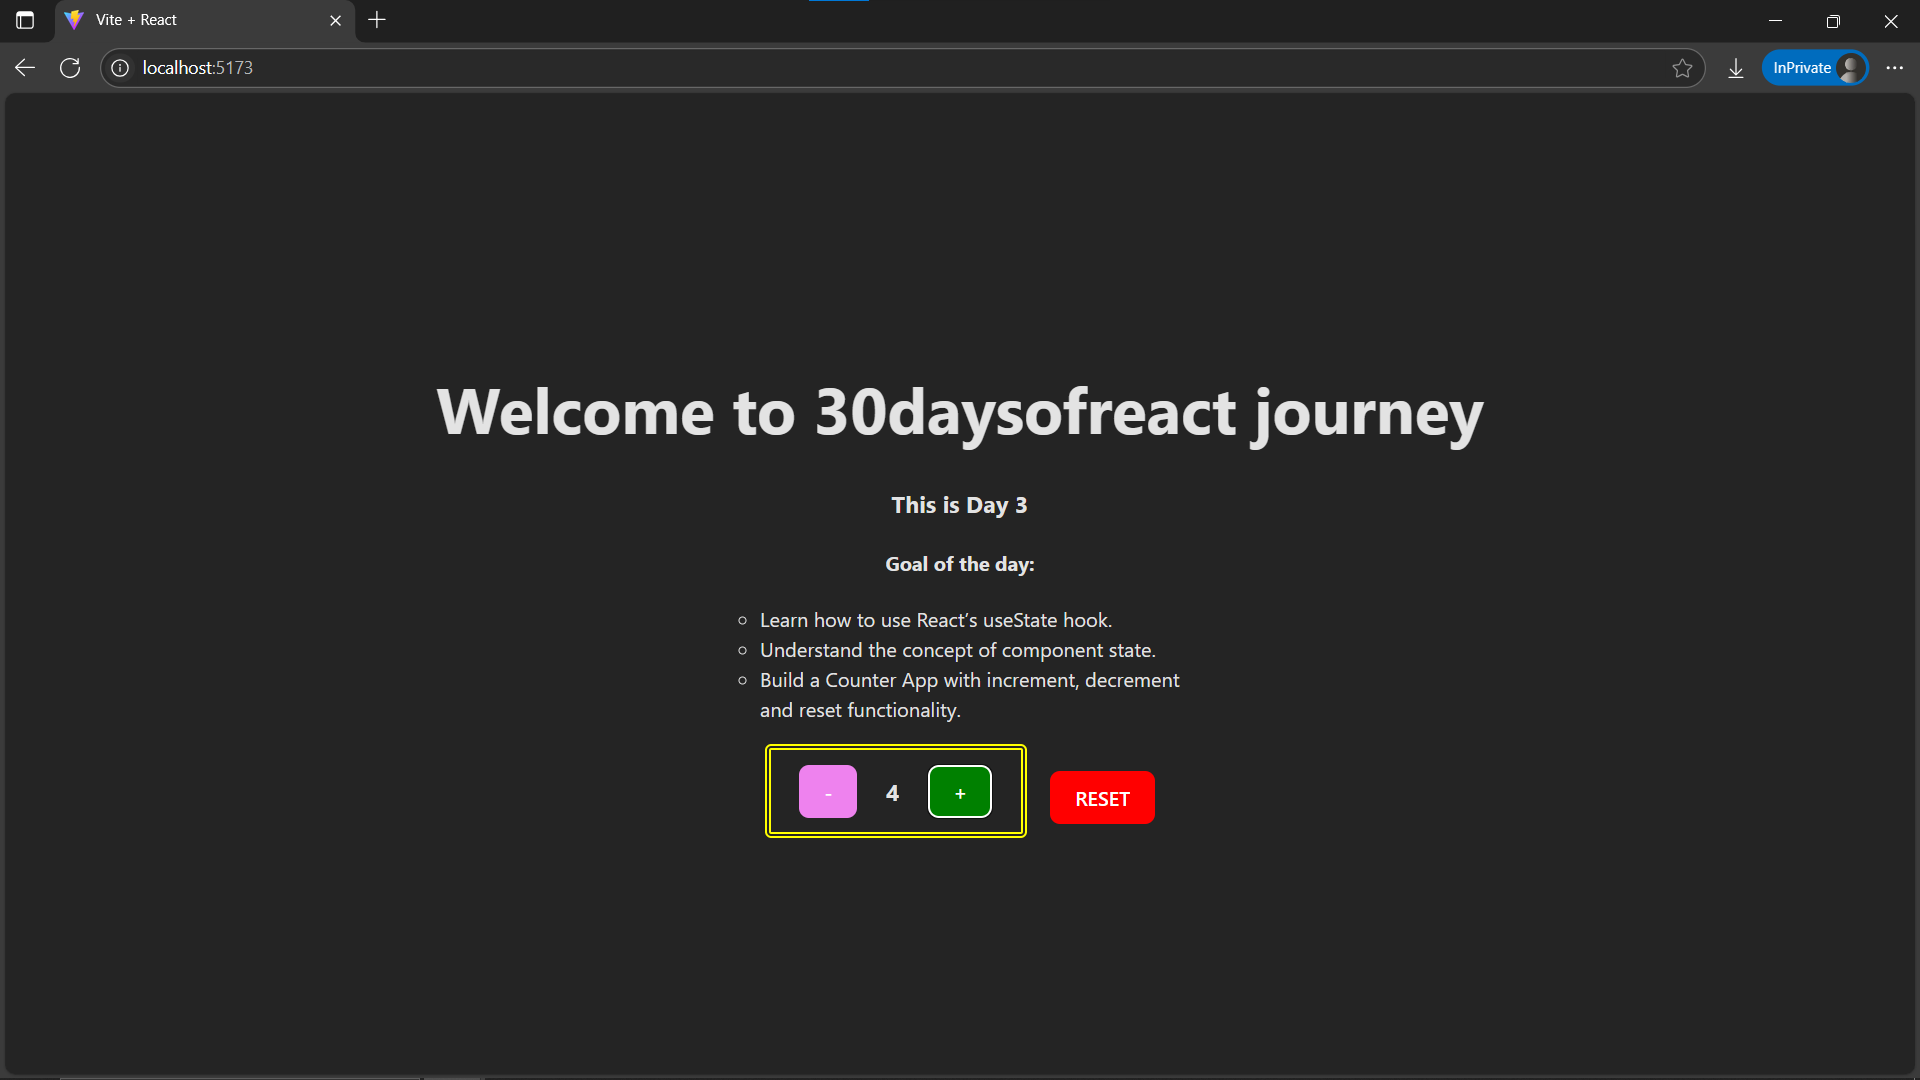 Vite + React
localhost:5173
InPrivate
Welcome to 30daysofreact journey
This is Day 3
Goal of the day:
Learn how to use React’s useState hook.
Understand the concept of component state.
Build a Counter App with increment, decrement
and reset functionality.
- 4 + RESET